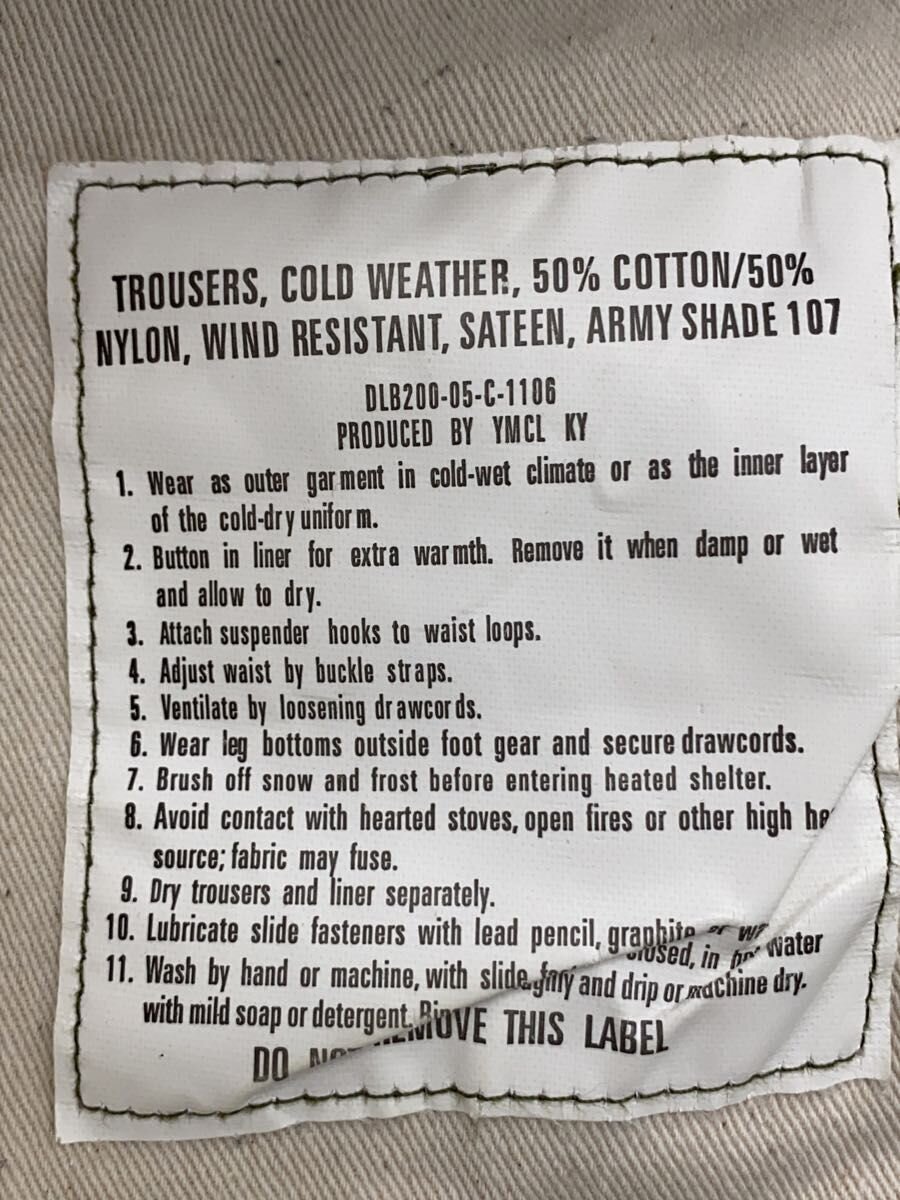 TROUSERS, COLD WEATHER, 50% COTTON/50%
NYLON, WIND RESISTANT, SATEEN, ARMY SHADE 107
DLB200-05-C-1106
PRODUCED BY YMCL KY
1. Wear as outer garment in cold-wet climate or as the inner layer
of the cold-dry uniform.
2. Button in liner for extra warmth. Remove it when damp or wet
and allow to dry.
3. Attach suspender hooks to waist loops.
4. Adjust waist by buckle straps.
5. Ventilate by loosening drawcords.
6. Wear leg bottoms outside foot gear and secure drawcords.
7. Brush off snow and frost before entering heated shelter.
8. Avoid contact with hearted stoves, open fires or other high
source; fabric may fuse.
9. Dry trousers and liner separately.
10. Lubricate slide fasteners with lead pencil, graphite or
11. Wash by hand or machine, with slide in water
with mild soap or detergent. and drip or machine dry.
DO REMOVE THIS LABEL